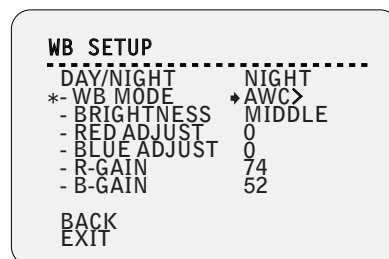 WB SETUP
DAY/NIGHT NIGHT
*- WB MODE AWC>
- BRIGHTNESS MIDDLE
- RED ADJUST 0
- BLUE ADJUST 0
- R-GAIN 74
- B-GAIN 52
BACK
EXIT